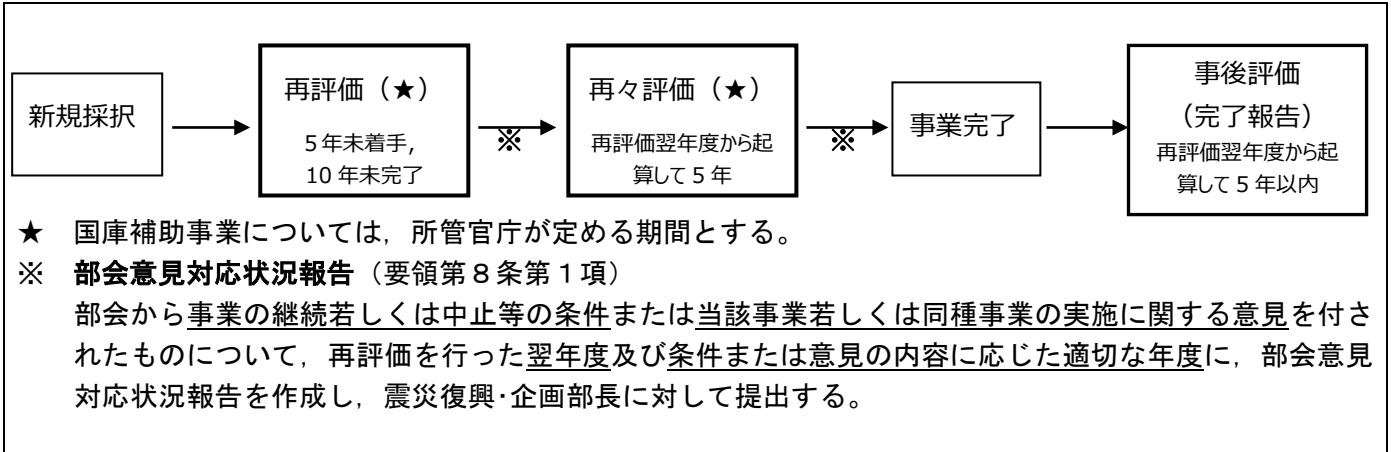 新規採択
再評価（★）
５年未着手，
10 年未完了
※
再々評価（★）
再評価翌年度から起
算して 5 年
※
事業完了
事後評価
（完了報告）
再評価翌年度から起
算して 5 年以内
★　国庫補助事業については，所管官庁が定める期間とする。
※　部会意見対応状況報告（要領第８条第１項）
部会から事業の継続若しくは中止等の条件または当該事業若しくは同種事業の実施に関する意見を付さ
れたものについて，再評価を行った翌年度及び条件または意見の内容に応じた適切な年度に，部会意見
対応状況報告を作成し，震災復興･企画部長に対して提出する。